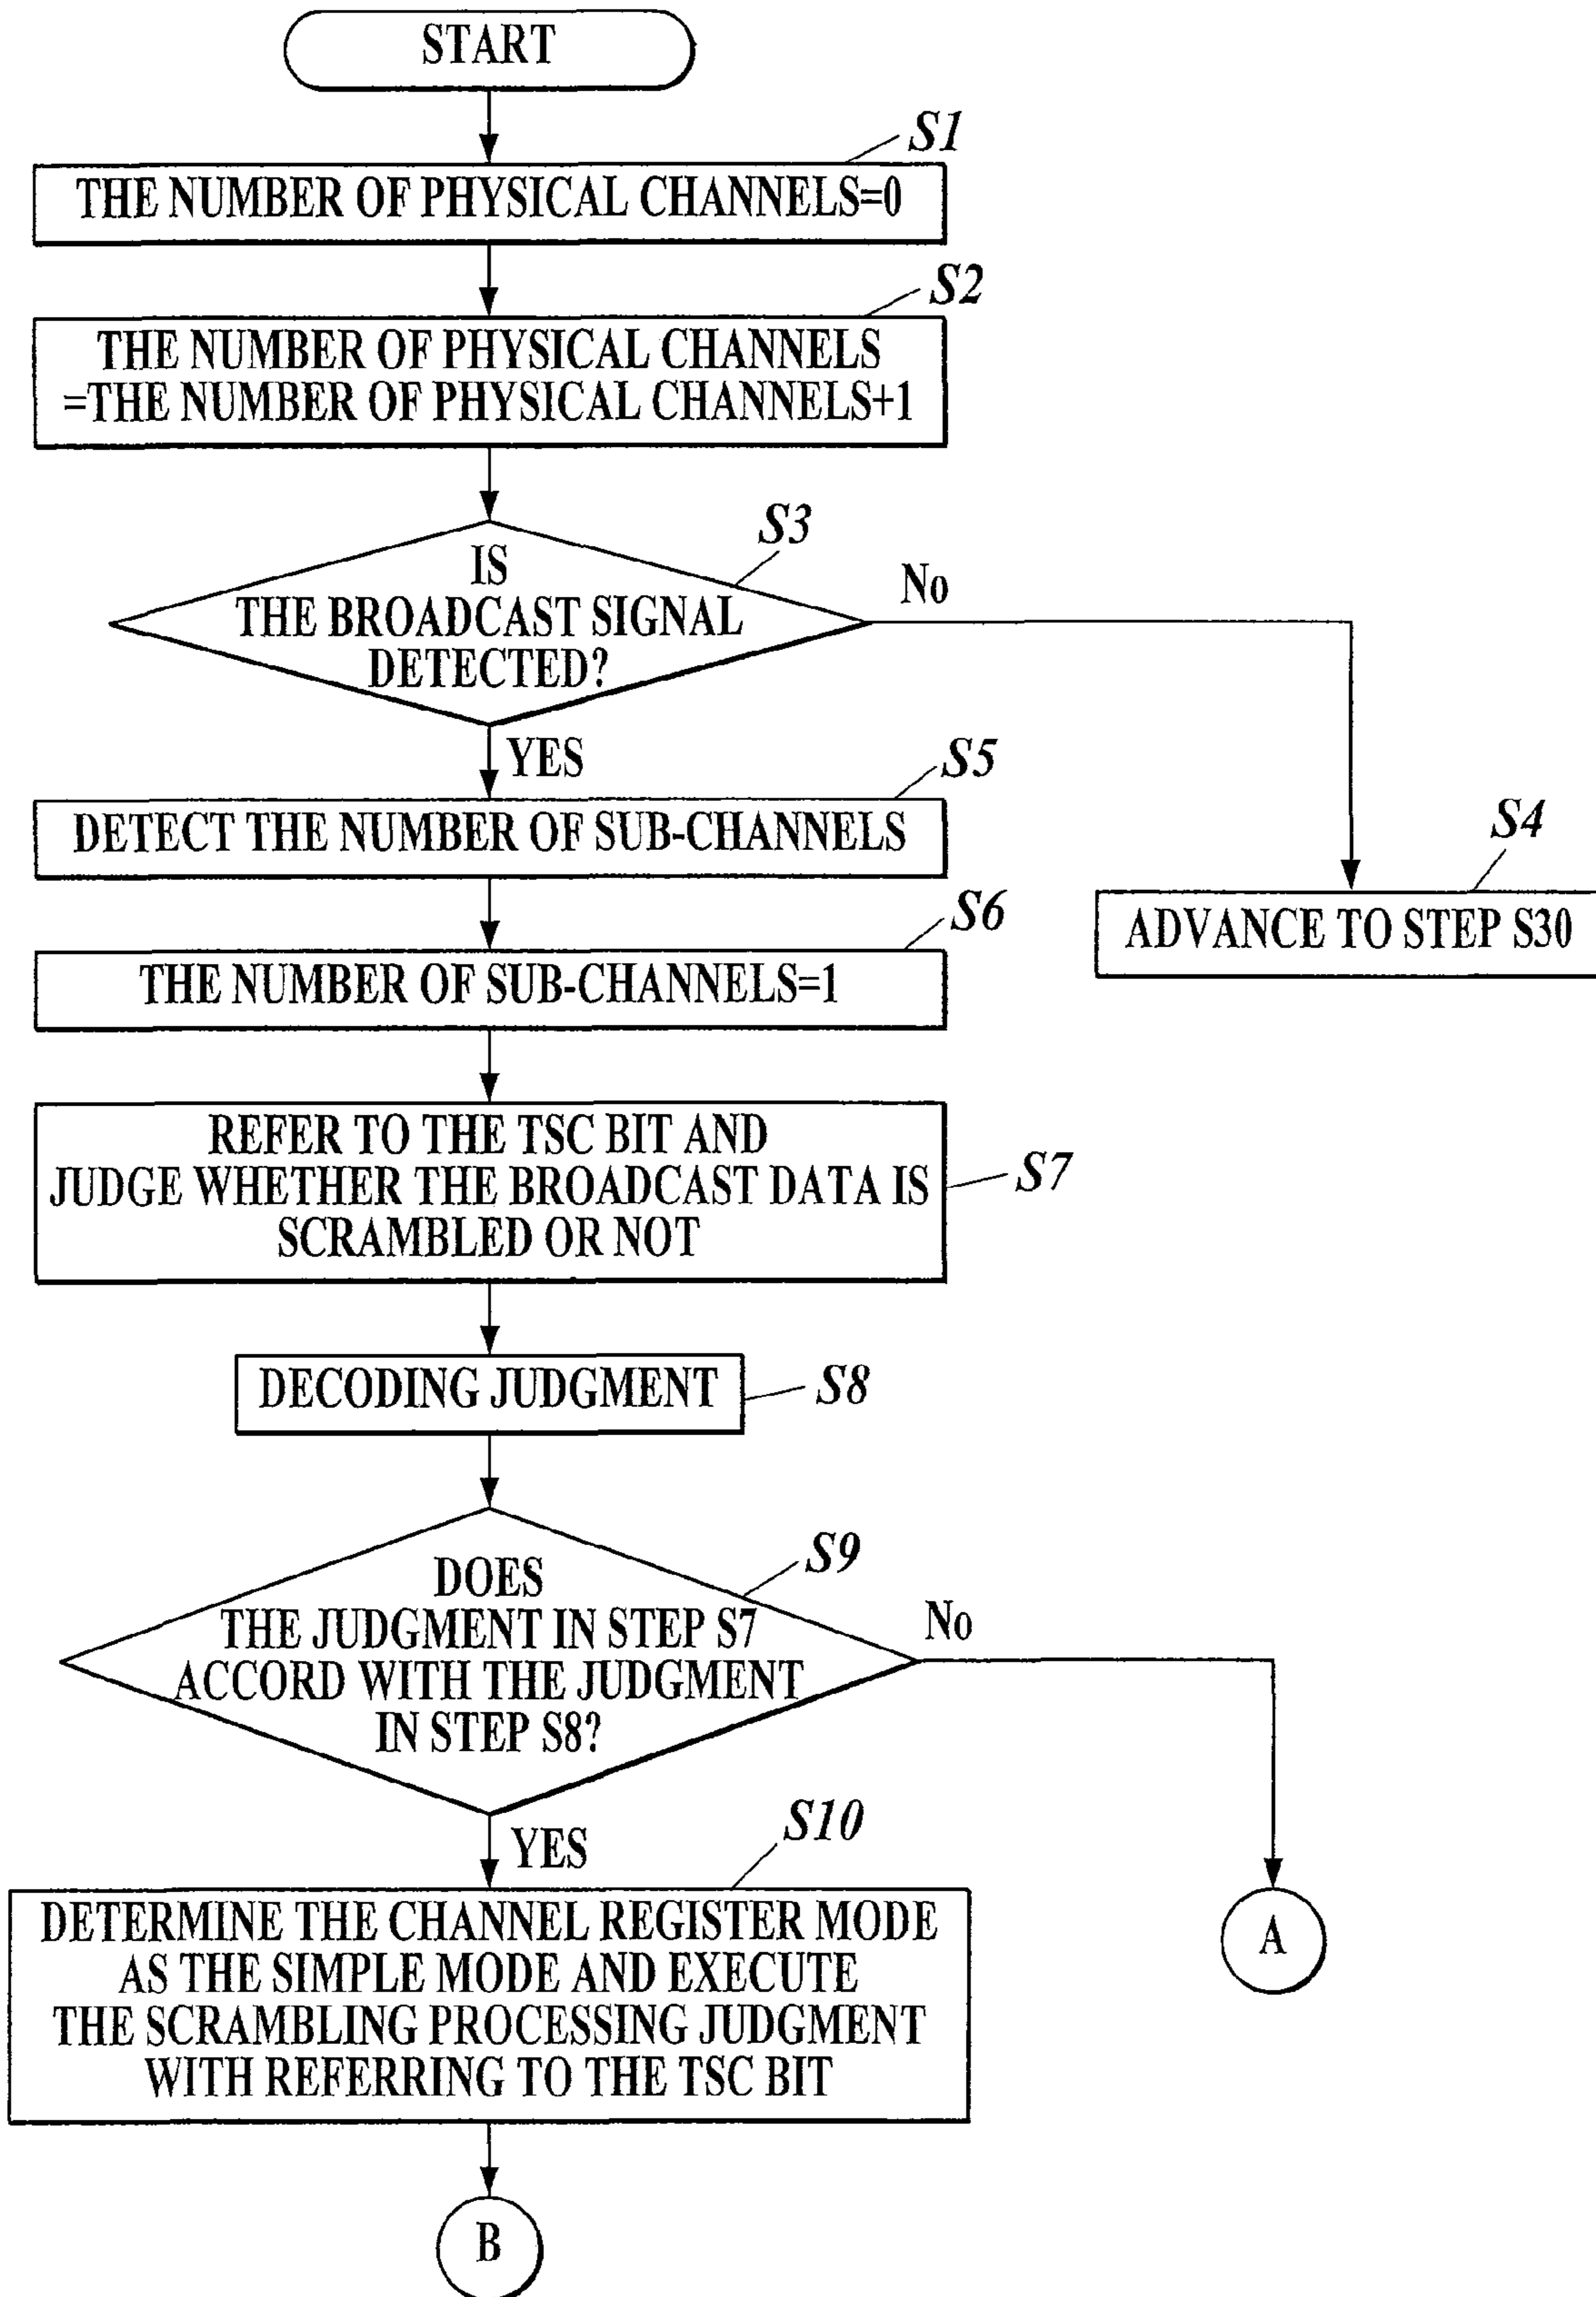 START
S1
THE NUMBER OF PHYSICAL CHANNELS=0
S2
THE NUMBER OF PHYSICAL CHANNELS
=THE NUMBER OF PHYSICAL CHANNELS+1
S3
IS
THE BROADCAST SIGNAL
DETECTED?
No
YES
S5
DETECT THE NUMBER OF SUB-CHANNELS
S4
ADVANCE TO STEP S30
S6
THE NUMBER OF SUB-CHANNELS=1
REFER TO THE TSC BIT AND
JUDGE WHETHER THE BROADCAST DATA IS
SCRAMBLED OR NOT
S7
DECODING JUDGMENT
S8
S9
DOES
THE JUDGMENT IN STEP S7
ACCORD WITH THE JUDGMENT
IN STEP S8?
No
YES
S10
DETERMINE THE CHANNEL REGISTER MODE
AS THE SIMPLE MODE AND EXECUTE
THE SCRAMBLING PROCESSING JUDGMENT
WITH REFERRING TO THE TSC BIT
A
B